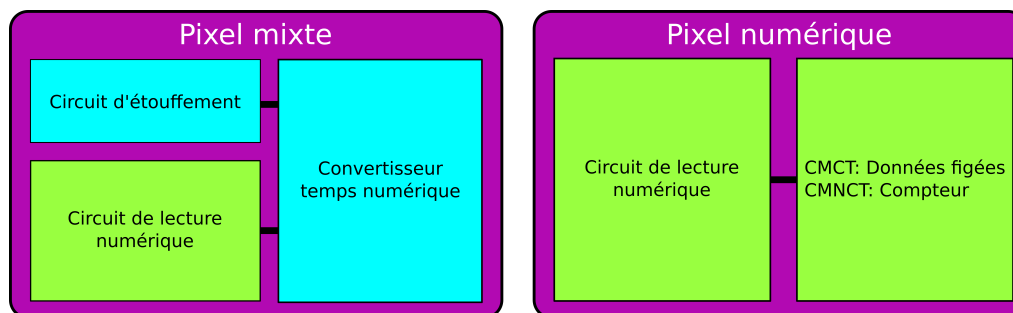 Pixel mixte
Circuit d'étouffement
Circuit de lecture
numérique
Convertisseur
temps numérique
Pixel numérique
Circuit de lecture
numérique
CMCT: Données figées
CMNCT: Compteur